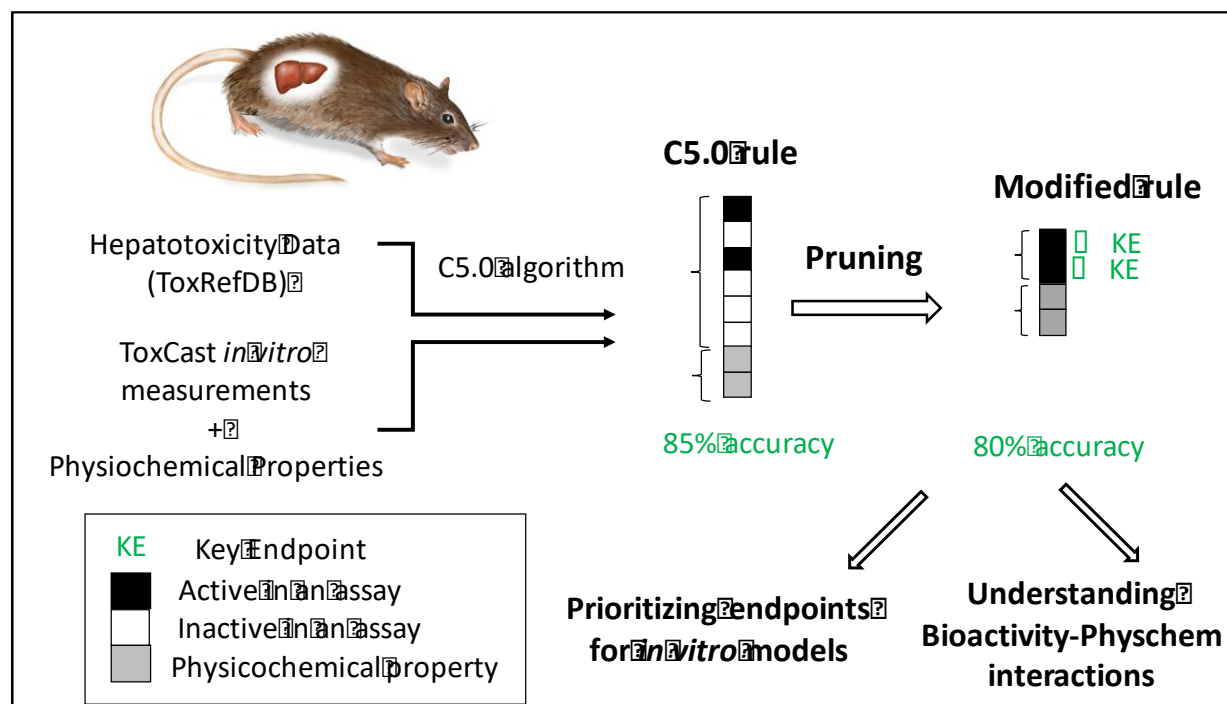 C5.0 rule
Modified rule
KE
KE
Hepatotoxicity Data
(ToxRefDB)
C5.0 algorithm
Pruning
ToxCast in vitro
measurements
+
Physiochemical Properties
85% accuracy
80% accuracy
KE Key Endpoint
Active in an assay
Inactive in an assay
Physicochemical property
Prioritizing endpoints
for in vitro models
Understanding
Bioactivity-Physchem
interactions